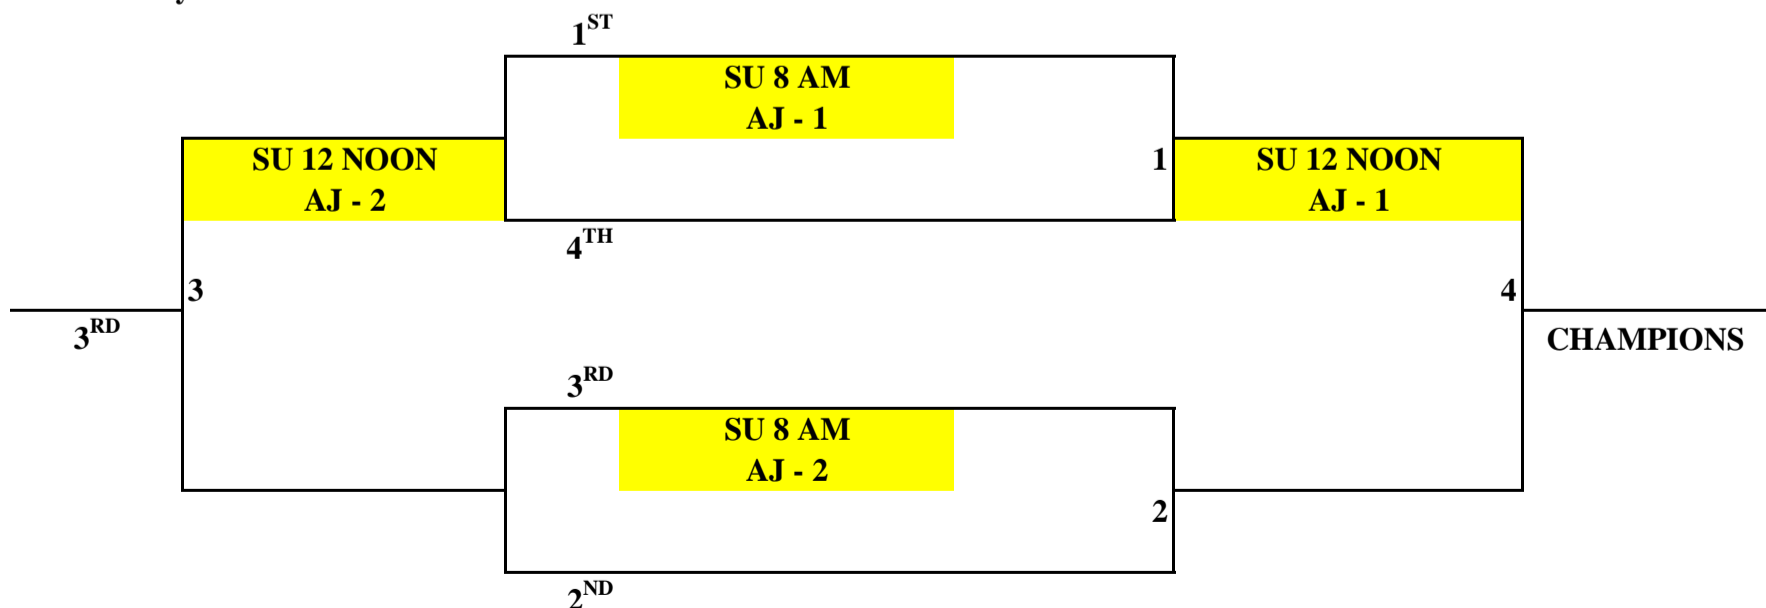 1ST
SU 8 AM
AJ - 1
SU 12 NOON
AJ - 2
1
SU 12 NOON
AJ - 1
4TH
3
4
3RD
CHAMPIONS
3RD
SU 8 AM
AJ - 2
2
2ND